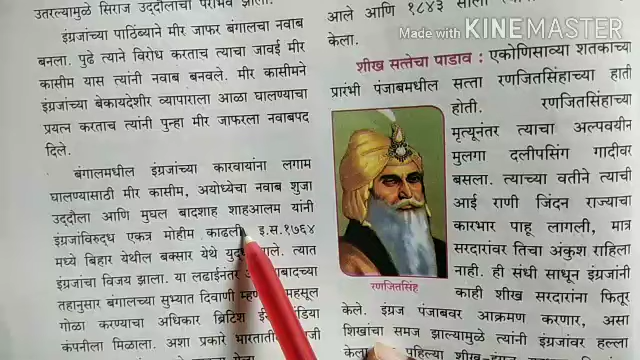 उतरल्यामुळे सिराज उद्दौलाचा पराभव झाला.
इंग्रजांच्या पाठिंब्याने मीर जाफर बंगालचा नवाब
बनला. पुढे त्याने विरोध करताच त्याचा जावई मीर
कासीम यास त्यांनी नवाब बनवले. मीर कासीमने
इंग्रजांच्या बेकायदेशीर व्यापाराला आळा घालण्याचा
प्रयत्न करताच त्यांनी पुन्हा मीर जाफरला नवाबपद
दिले.
बंगालमधील इंग्रजांच्या कारवायांना लगाम
घालण्यासाठी मीर कासीम, अयोध्येचा नवाब शुजा
उद्दौला आणि मुघल बादशाह शाहआलम यांनी
इंग्रजांविरुद्ध एकत्र मोहीम काढली इ.स.१७६४
मध्ये बिहार येथील बक्सार येथे
इंग्रजांचा विजय झाला. या लढाईनंतर
तहानुसार बंगालच्या सुभ्यात दिवाणी
गोळा करण्याचा अधिकार ब्रिटिश
कंपनीला मिळाला. अशा प्रकारे
आले आणि १८४३
केला.
Made with KINEMASTER
शीख सत्तेचा पाडाव : एकोणिसाव्या शतकाच्या
प्रारंभी पंजाबमधील सत्ता रणजितसिंहाच्या हाती
होती. रणजितसिंहाच्या
मृत्यूनंतर त्याचा अल्पवयीन
मुलगा दलीपसिंग गादीवर
बसला. त्याच्या वतीने त्याची
आई राणी जिंदन राज्याचा
कारभार पाहू लागली, मात्र
सरदारांवर तिचा अंकुश राहिला
नाही. ही संधी साधून इंग्रजांनी
काही शीख सरदारांना फितूर
रणजितसिंह
केले. इंग्रज पंजाबवर आक्रमण करणार, असा
शिखांचा समज झाल्यामुळे त्यांनी इंग्रजांवर हल्ला